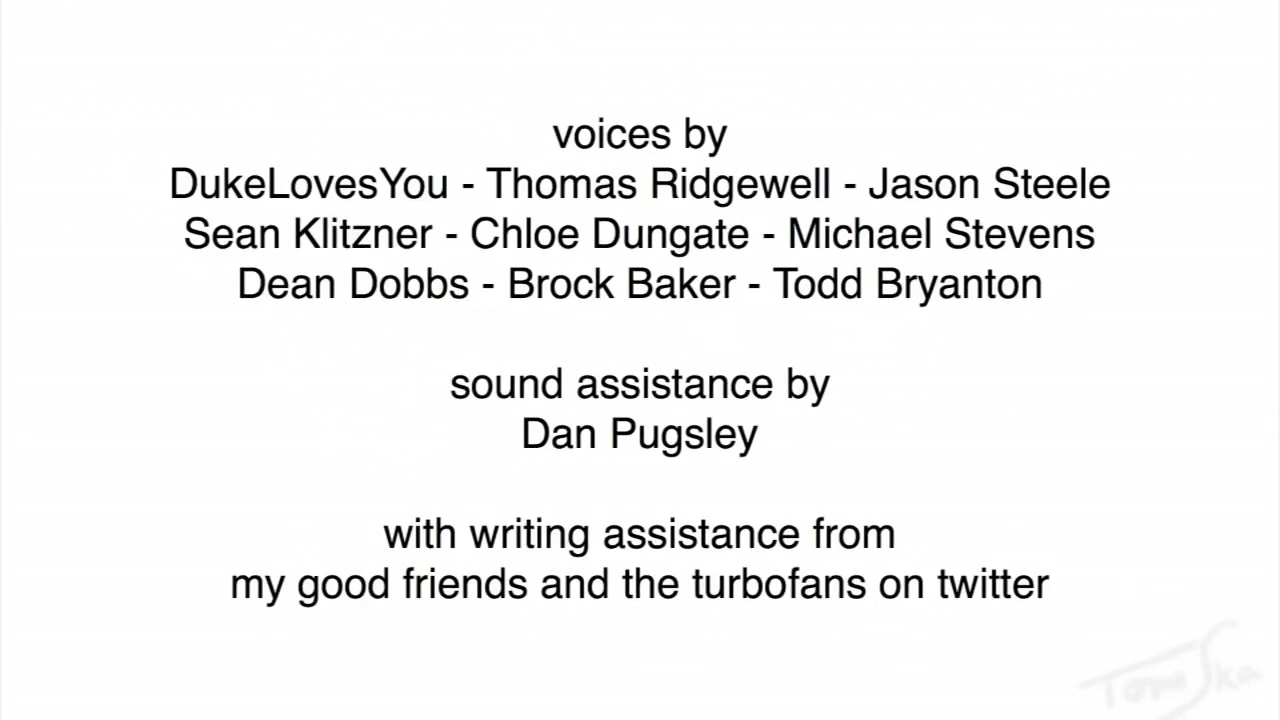 voices by
DukeLovesYou - Thomas Ridgewell - Jason Steele
Sean Klitzner - Chloe Dungate - Michael Stevens
Dean Dobbs - Brock Baker - Todd Bryanton
sound assistance by
Dan Pugsley
with writing assistance from
my good friends and the turbofans on twitter
TomSka